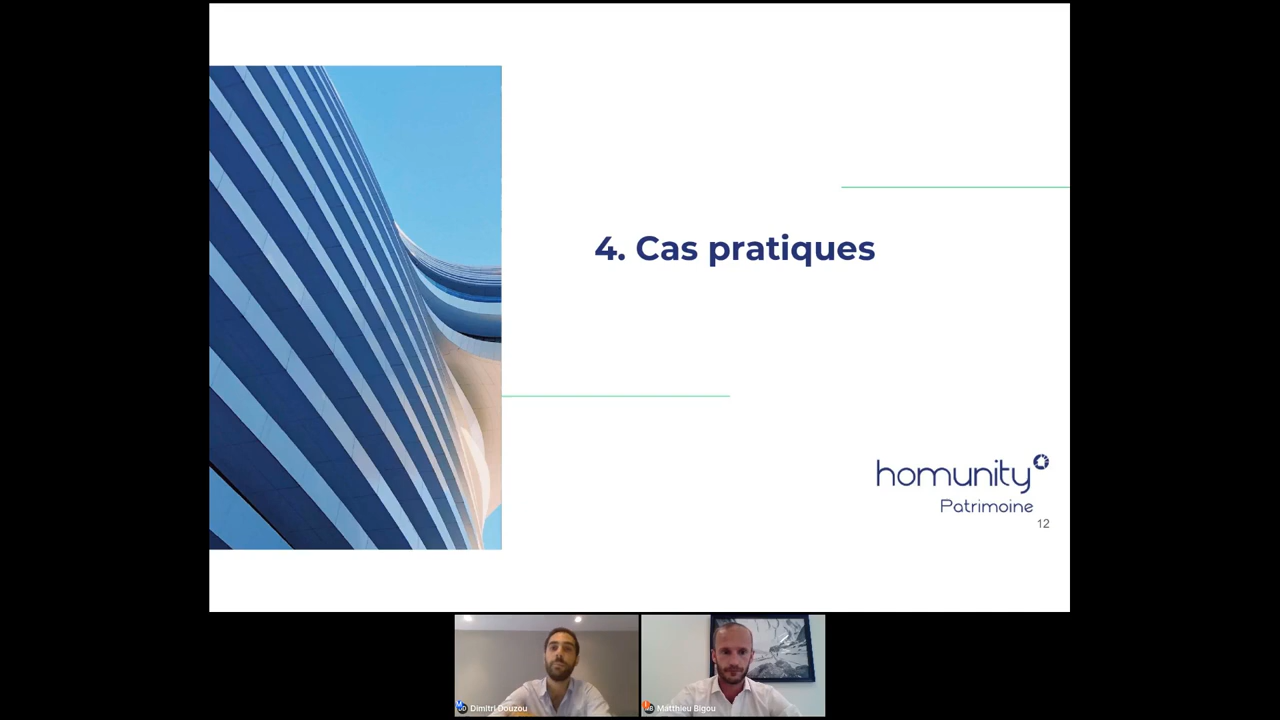 4. Cas pratiques
homunity
Patrimoine
12
Dimitri Douzou
Matthieu Bigou